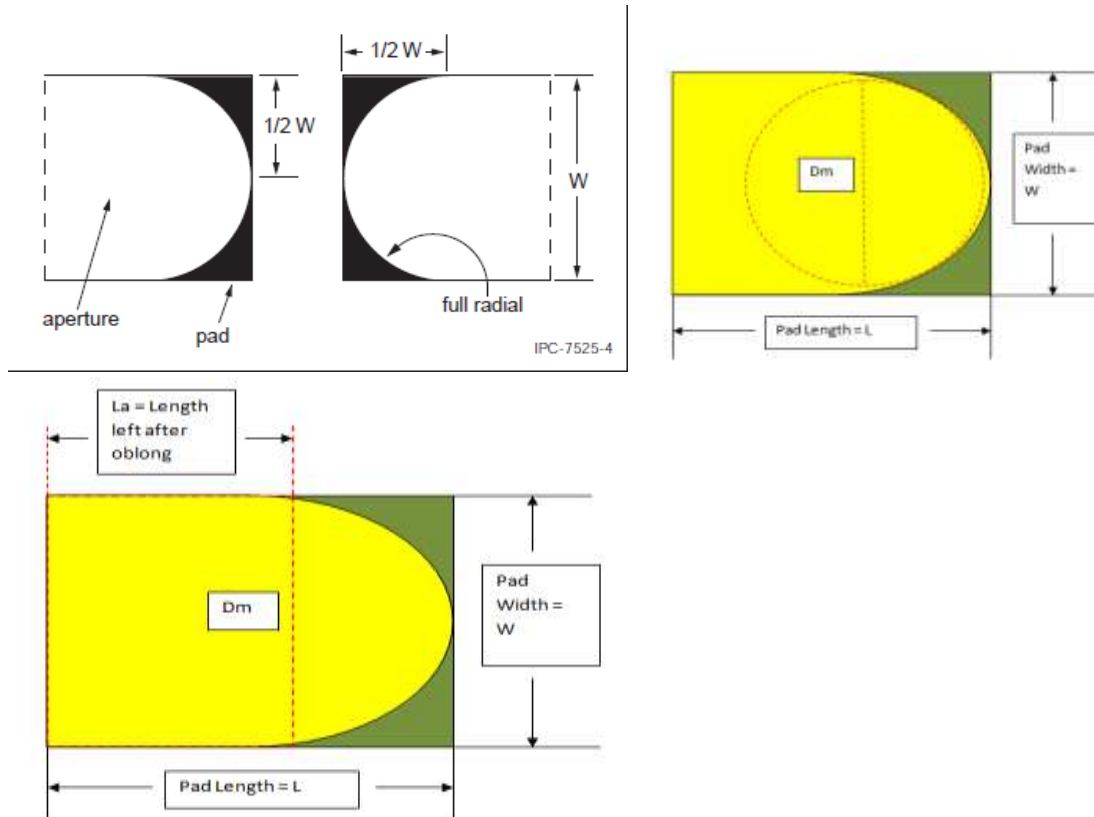 1/2 W
1/2 W
W
aperture
pad
full radial
IPC-7525-4
Dm
Pad
Width =
W
Pad Length = L
La = Length
left after
oblong
Dm
Pad
Width =
W
Pad Length = L